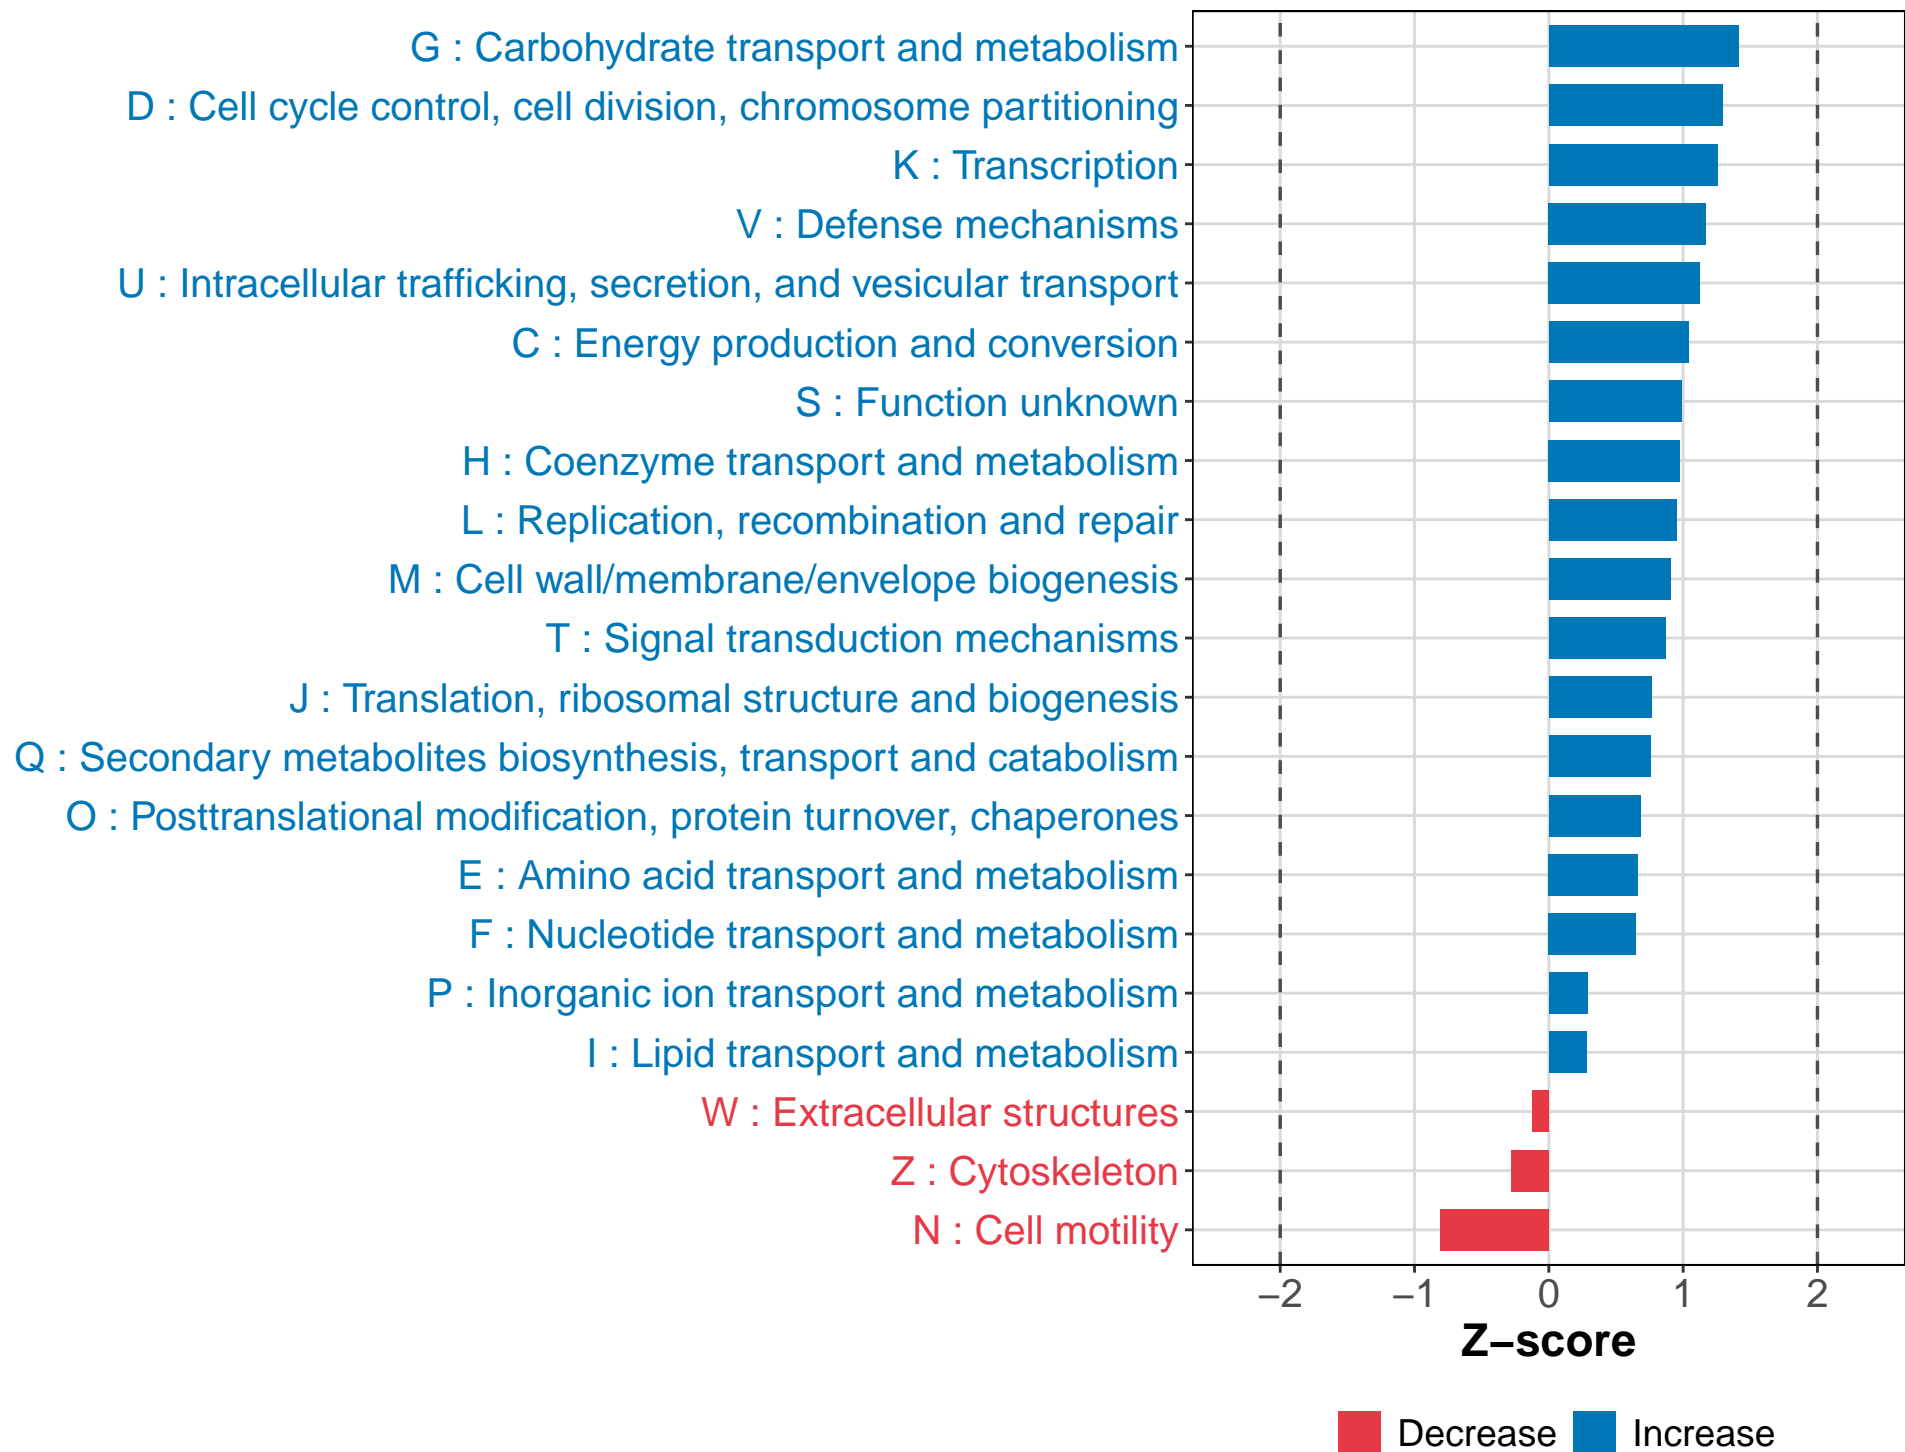 G : Carbohydrate transport and metabolism
D : Cell cycle control, cell division, chromosome partitioning
K : Transcription
V : Defense mechanisms
U : Intracellular trafficking, secretion, and vesicular transport
C : Energy production and conversion
S : Function unknown
H : Coenzyme transport and metabolism
L : Replication, recombination and repair
M : Cell wall/membrane/envelope biogenesis
T : Signal transduction mechanisms
J : Translation, ribosomal structure and biogenesis
Q : Secondary metabolites biosynthesis, transport and catabolism
O : Posttranslational modification, protein turnover, chaperones
E : Amino acid transport and metabolism
F : Nucleotide transport and metabolism
P : Inorganic ion transport and metabolism
I : Lipid transport and metabolism
W : Extracellular structures
Z : Cytoskeleton
N : Cell motility
−2 −1 0 1 2
Z−score
Decrease Increase